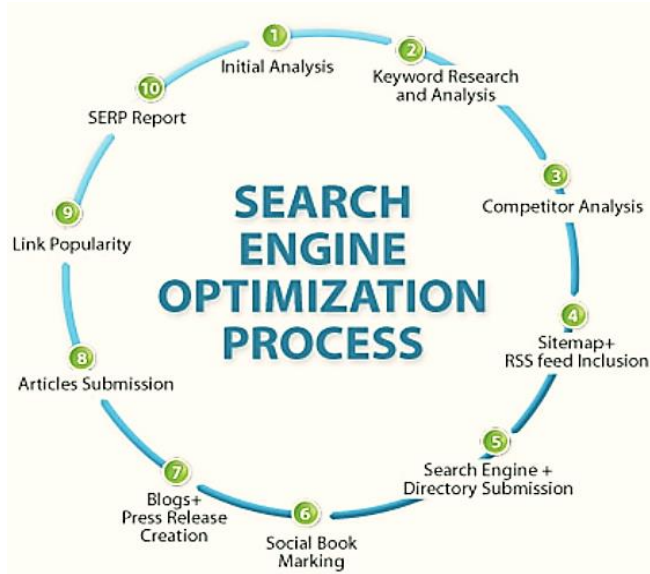 1
Initial Analysis
2
Keyword Research
and Analysis
3
Competitor Analysis
4
Sitemap+
RSS feed Inclusion
5
Search Engine +
Directory Submission
6
Social Book
Marking
7
Blogs+
Press Release
Creation
8
Articles Submission
9
Link Popularity
10
SERP Report
SEARCH
ENGINE
OPTIMIZATION
PROCESS